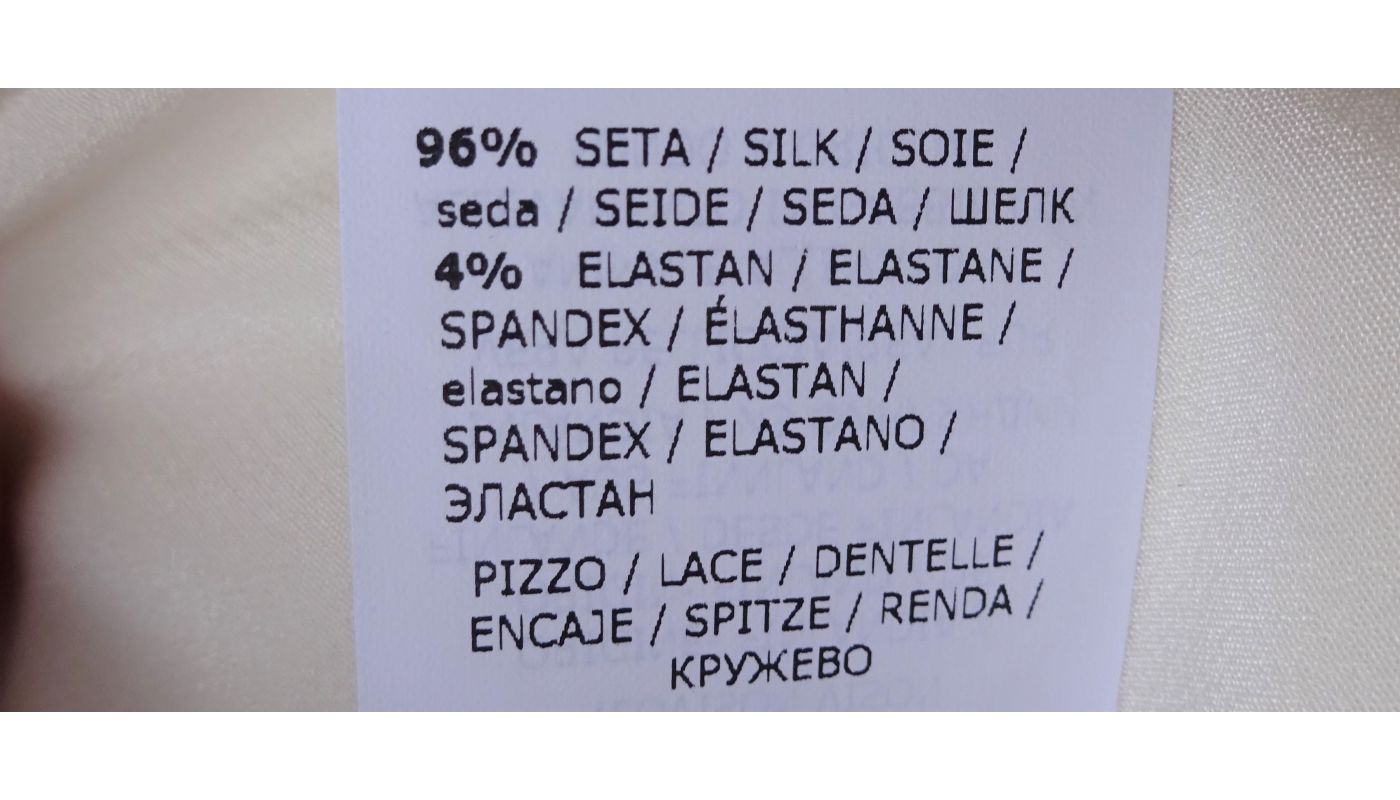 96% SETA / SILK / SOIE /
seda / SEIDE / SEDA / ШЕЛК
4% ELASTAN / ELASTANE /
SPANDEX / ÉLASTHANNE /
elastano / ELASTAN /
SPANDEX / ELASTANO /
ЭЛАСТАН
PIZZO / LACE / DENTELLE /
ENCAJE / SPITZE / RENDA /
КРУЖЕВО